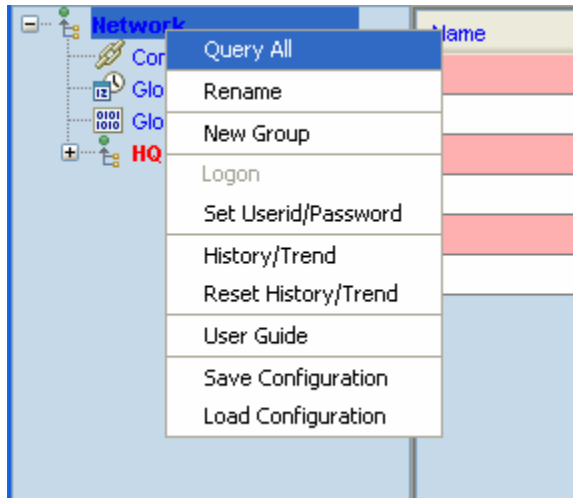 Network
Name
Query All
Rename
New Group
Logon
Set Userid/Password
History/Trend
Reset History/Trend
User Guide
Save Configuration
Load Configuration
HQ